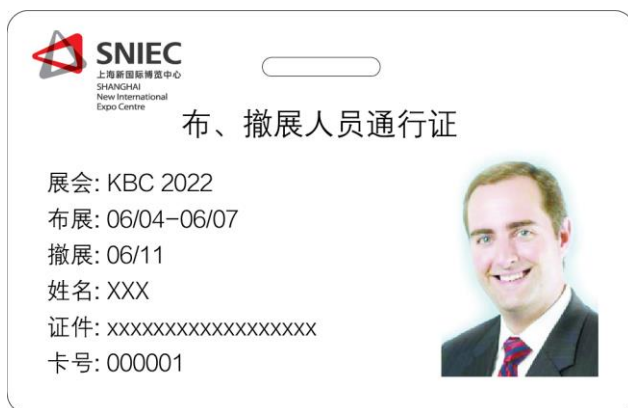 SNIEC
上海新国际博览中心
SHANGHAI
New International
Expo Centre
布、撤展人员通行证
展会: KBC 2022
布展: 06/04-06/07
撤展: 06/11
姓名: XXX
证件: xxxxxxxxxxxxxxxxxx
卡号: 000001